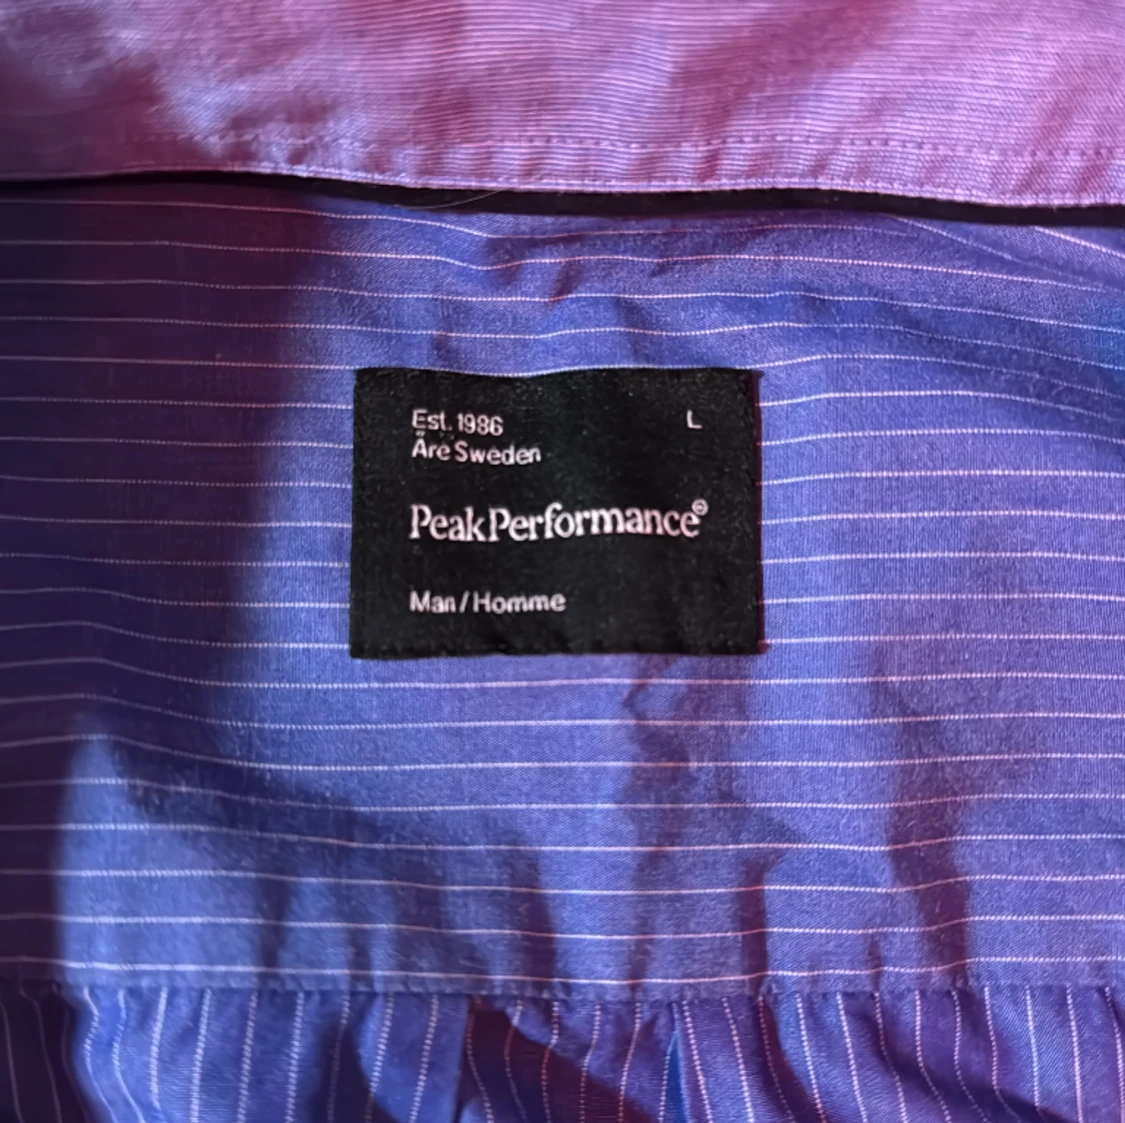 Est. 1986
L
Åre Sweden
PeakPerformance®
Man/Homme